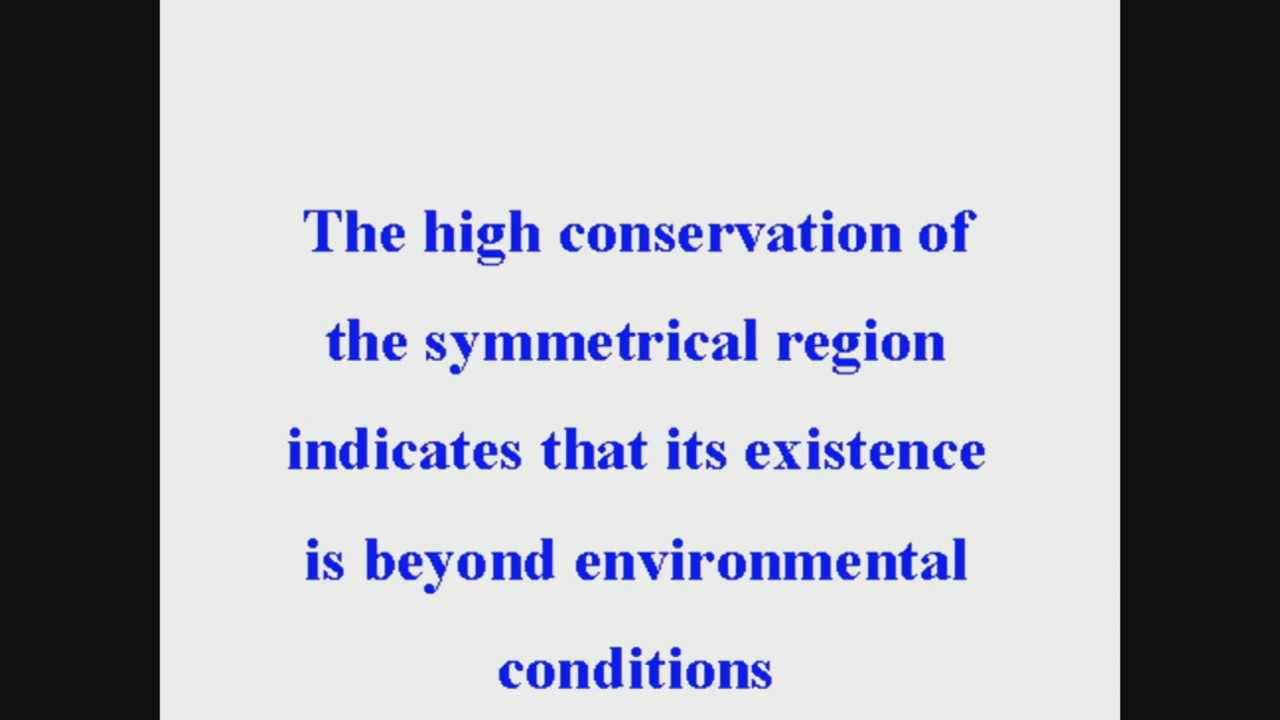 The high conservation of
the symmetrical region
indicates that its existence
is beyond environmental
conditions